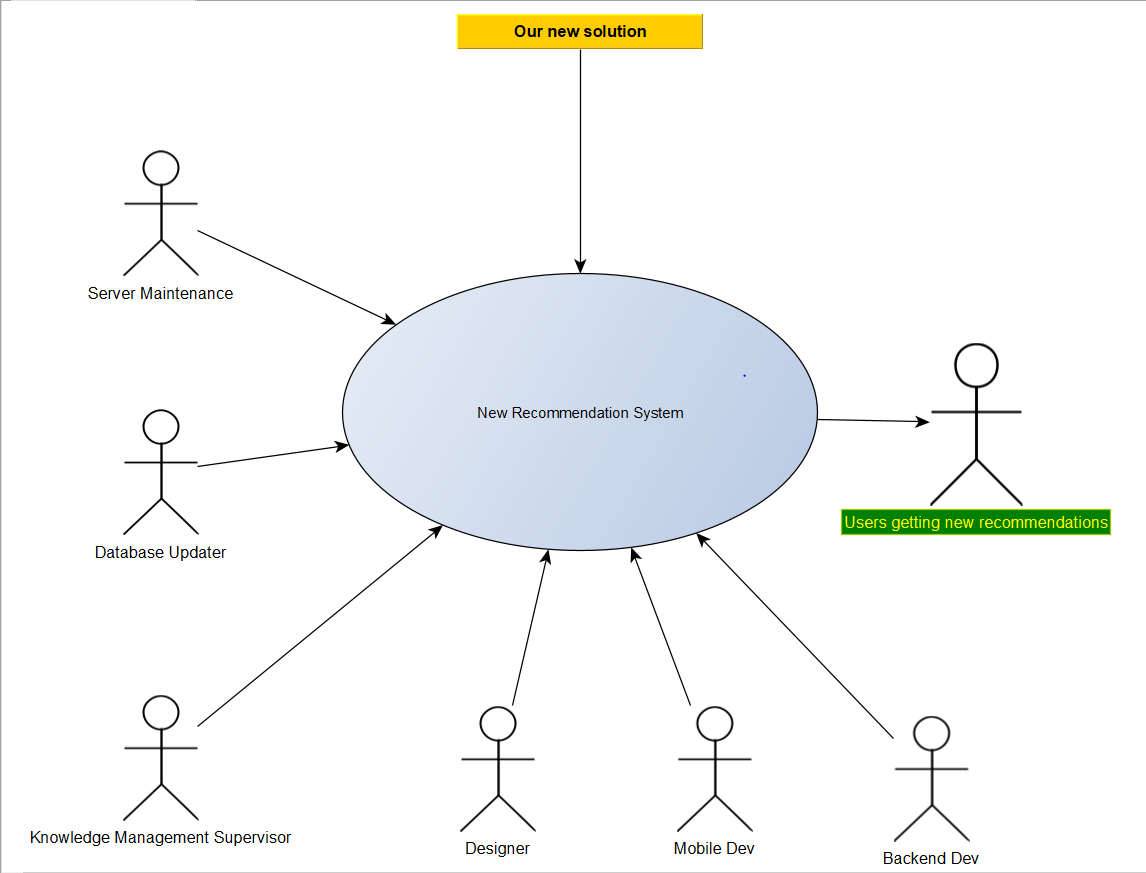 Our new solution
Server Maintenance
New Recommendation System
Users getting new recommendations
Database Updater
Knowledge Management Supervisor
Designer
Mobile Dev
Backend Dev